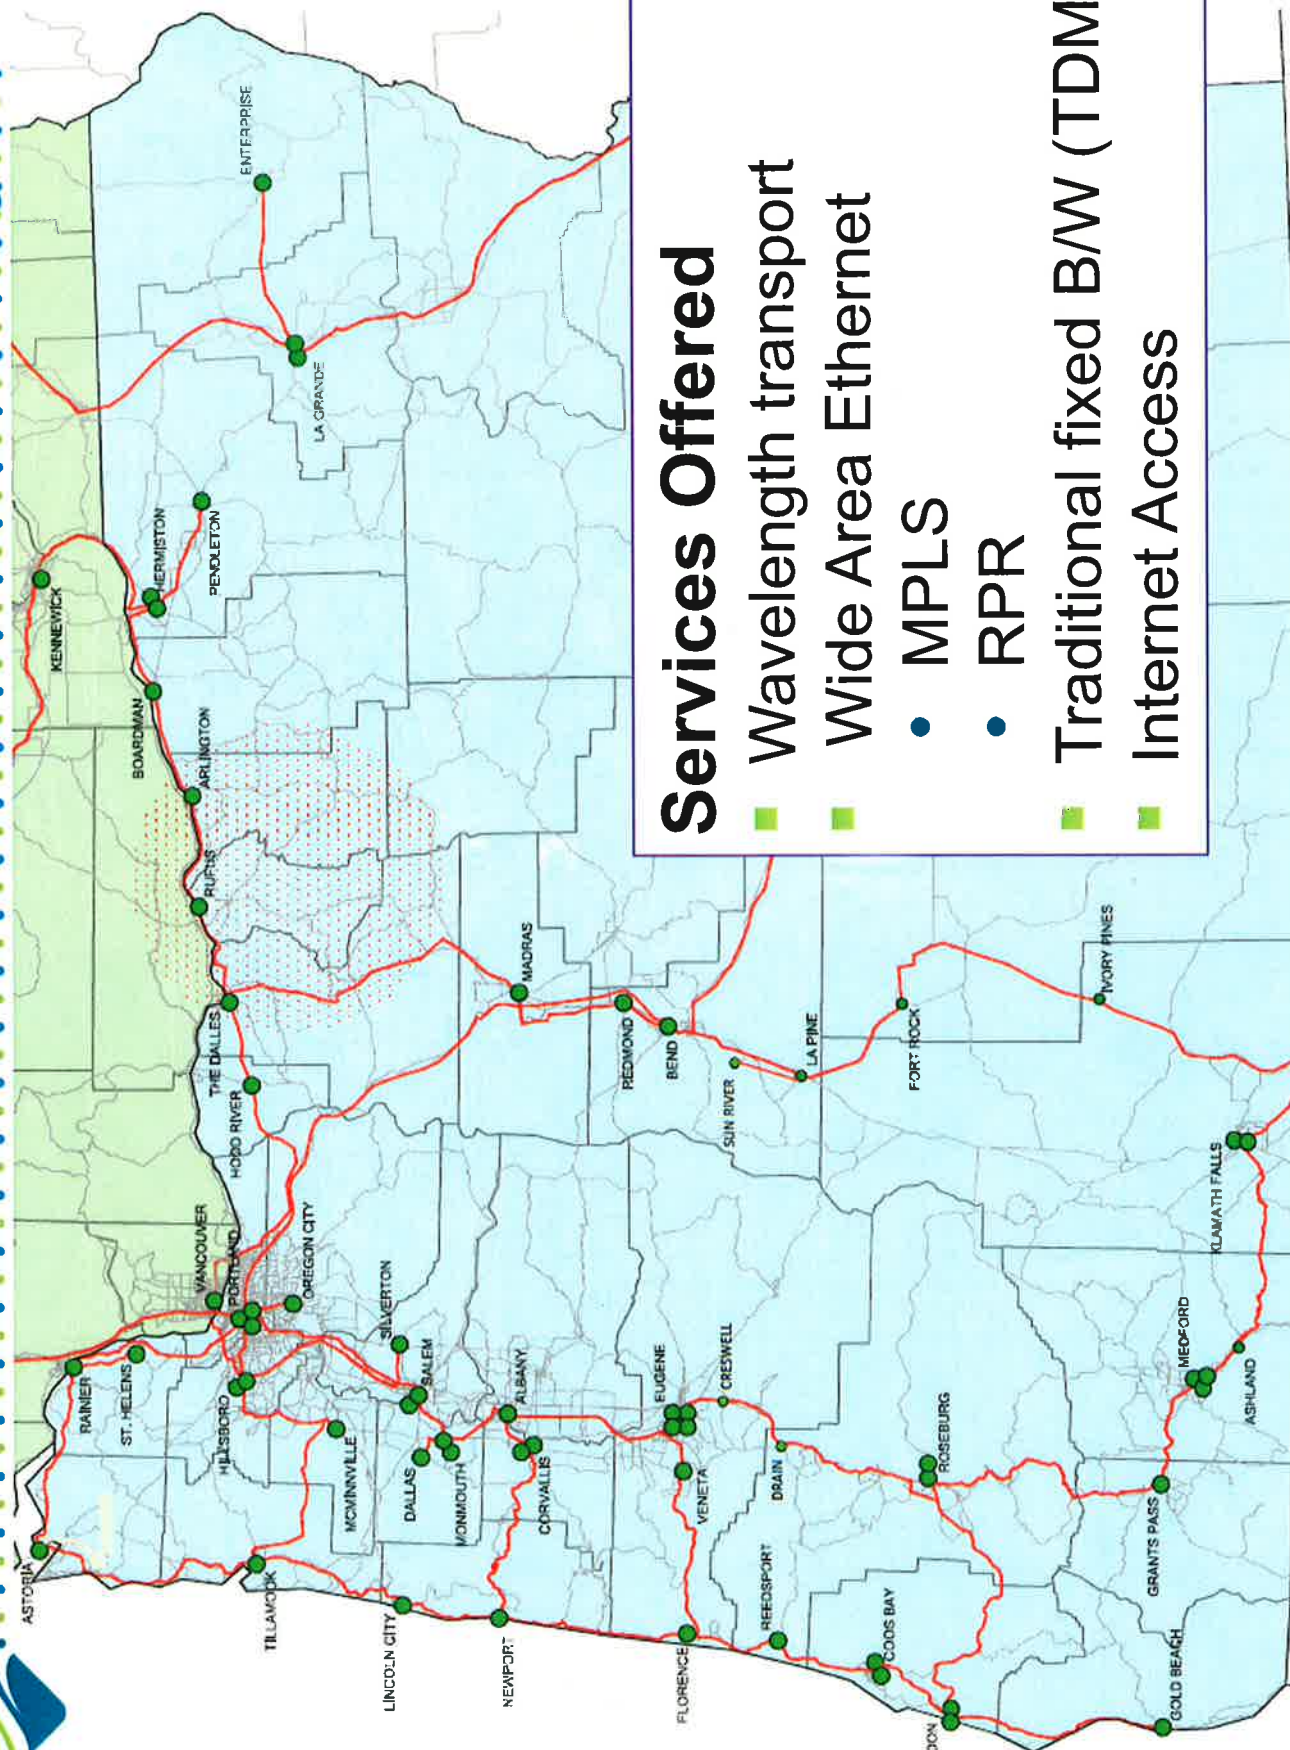 ASTORIA
RAINIER
ST. HELENS
VANCOUVER
PORTLAND
HILLSBORO
OREGON CITY
TILLAMOOK
MCMINNVILLE
SILVERTON
SALEM
DALLAS
MONMOUTH
LINCOLN CITY
ALBANY
CORVALLIS
NEWPORT
EUGENE
CRESWELL
VENETA
FLORENCE
DRAIN
REEDSPORT
COOS BAY
DON
ROSEBURG
GRANTS PASS
GOLD BEACH
MEDFORD
ASHLAND
KLAMATH FALLS
HOOD RIVER
THE DALLES
RUFUS
ARLINGTON
BOARDMAN
KENNEWICK
HERMISTON
PENDLETON
LA GRANDE
ENTERPRISE
MADRAS
REDMOND
BEND
SUN RIVER
LA PINE
FORT ROCK
IVORY PINES
Services Offered
Wavelength transport
Wide Area Ethernet
• MPLS
• RPR
Traditional fixed B/W (TDM
Internet Access